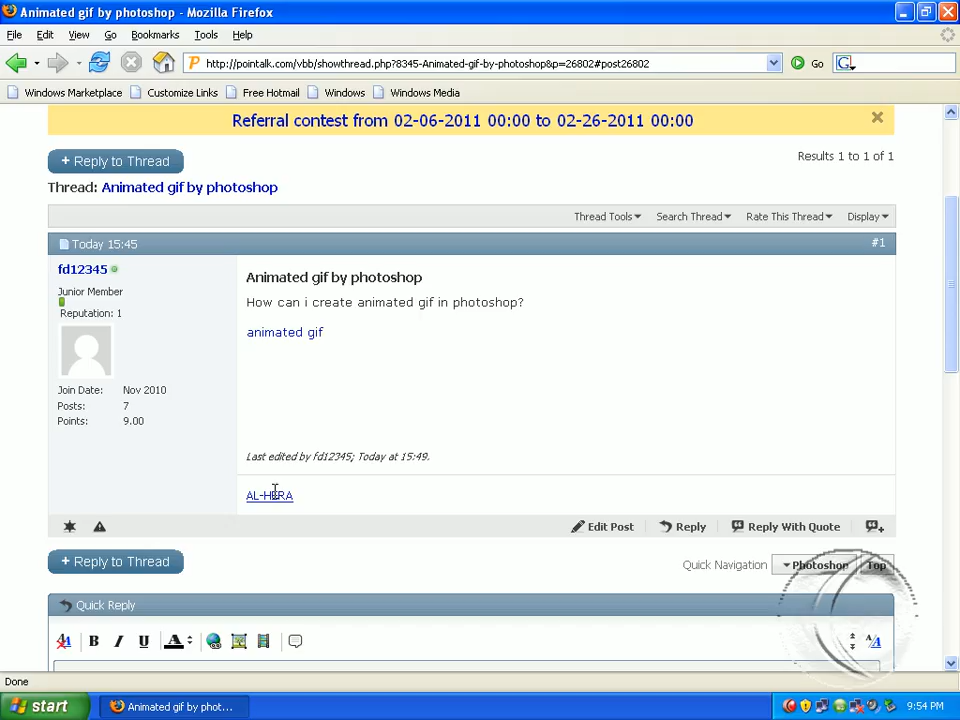 Animated gif by photoshop - Mozilla Firefox
File Edit View Go Bookmarks Tools Help
http://pointalk.com/vbb/showthread.php?8345-Animated-gif-by-photoshop&p=26802#post26802 Go
Windows Marketplace Customize Links Free Hotmail Windows Windows Media
Referral contest from 02-06-2011 00:00 to 02-26-2011 00:00
+ Reply to Thread Results 1 to 1 of 1
Thread: Animated gif by photoshop
Thread Tools Search Thread Rate This Thread Display
Today 15:45 #1
fd12345
Junior Member
Reputation: 1
Join Date: Nov 2010
Posts: 7
Points: 9.00
Animated gif by photoshop
How can i create animated gif in photoshop?
animated gif
Last edited by fd12345; Today at 15:49.
AL-HERA
Edit Post Reply Reply With Quote
+ Reply to Thread Quick Navigation Photoshop Top
Quick Reply
B I U A
Done
start Animated gif by phot... 9:54 PM